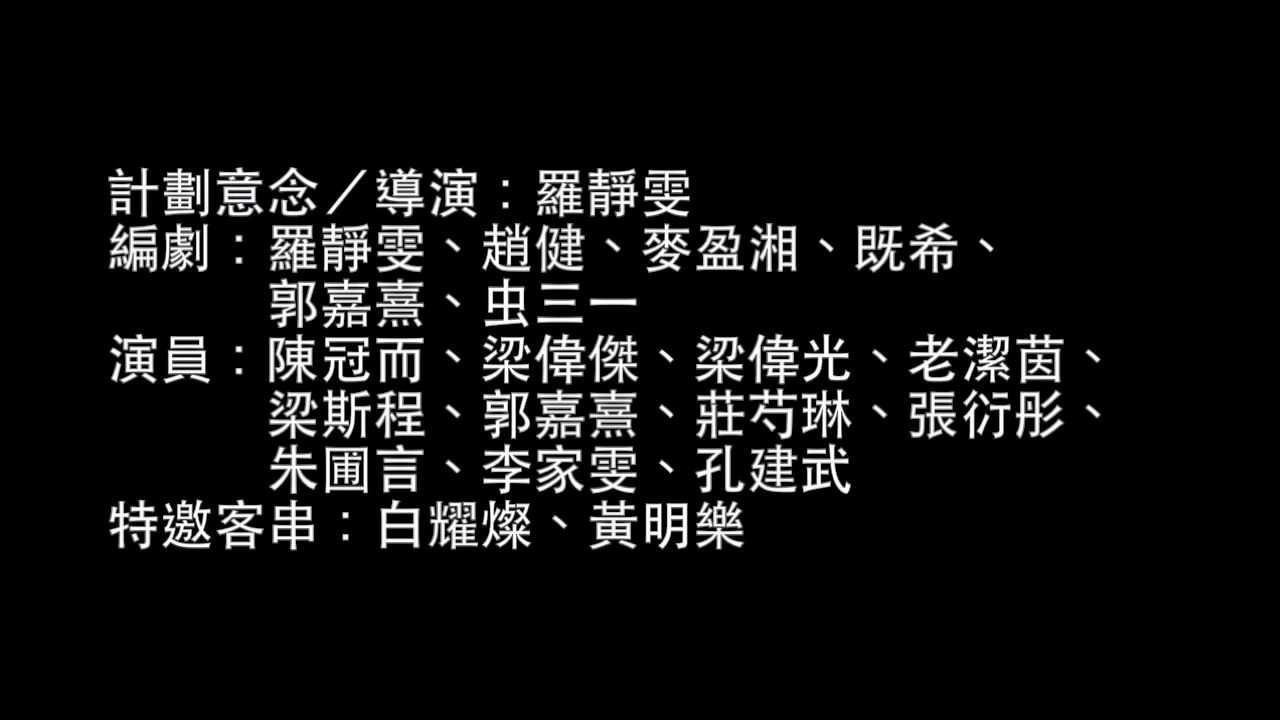 計劃意念／導演：羅靜雯
編劇：羅靜雯、趙健、麥盈湘、既希、
郭嘉熹、虫三一
演員：陳冠而、梁偉傑、梁偉光、老潔茵、
梁斯程、郭嘉熹、莊芍琳、張衍彤、
朱圃言、李家雯、孔建武
特邀客串：白耀燦、黃明樂